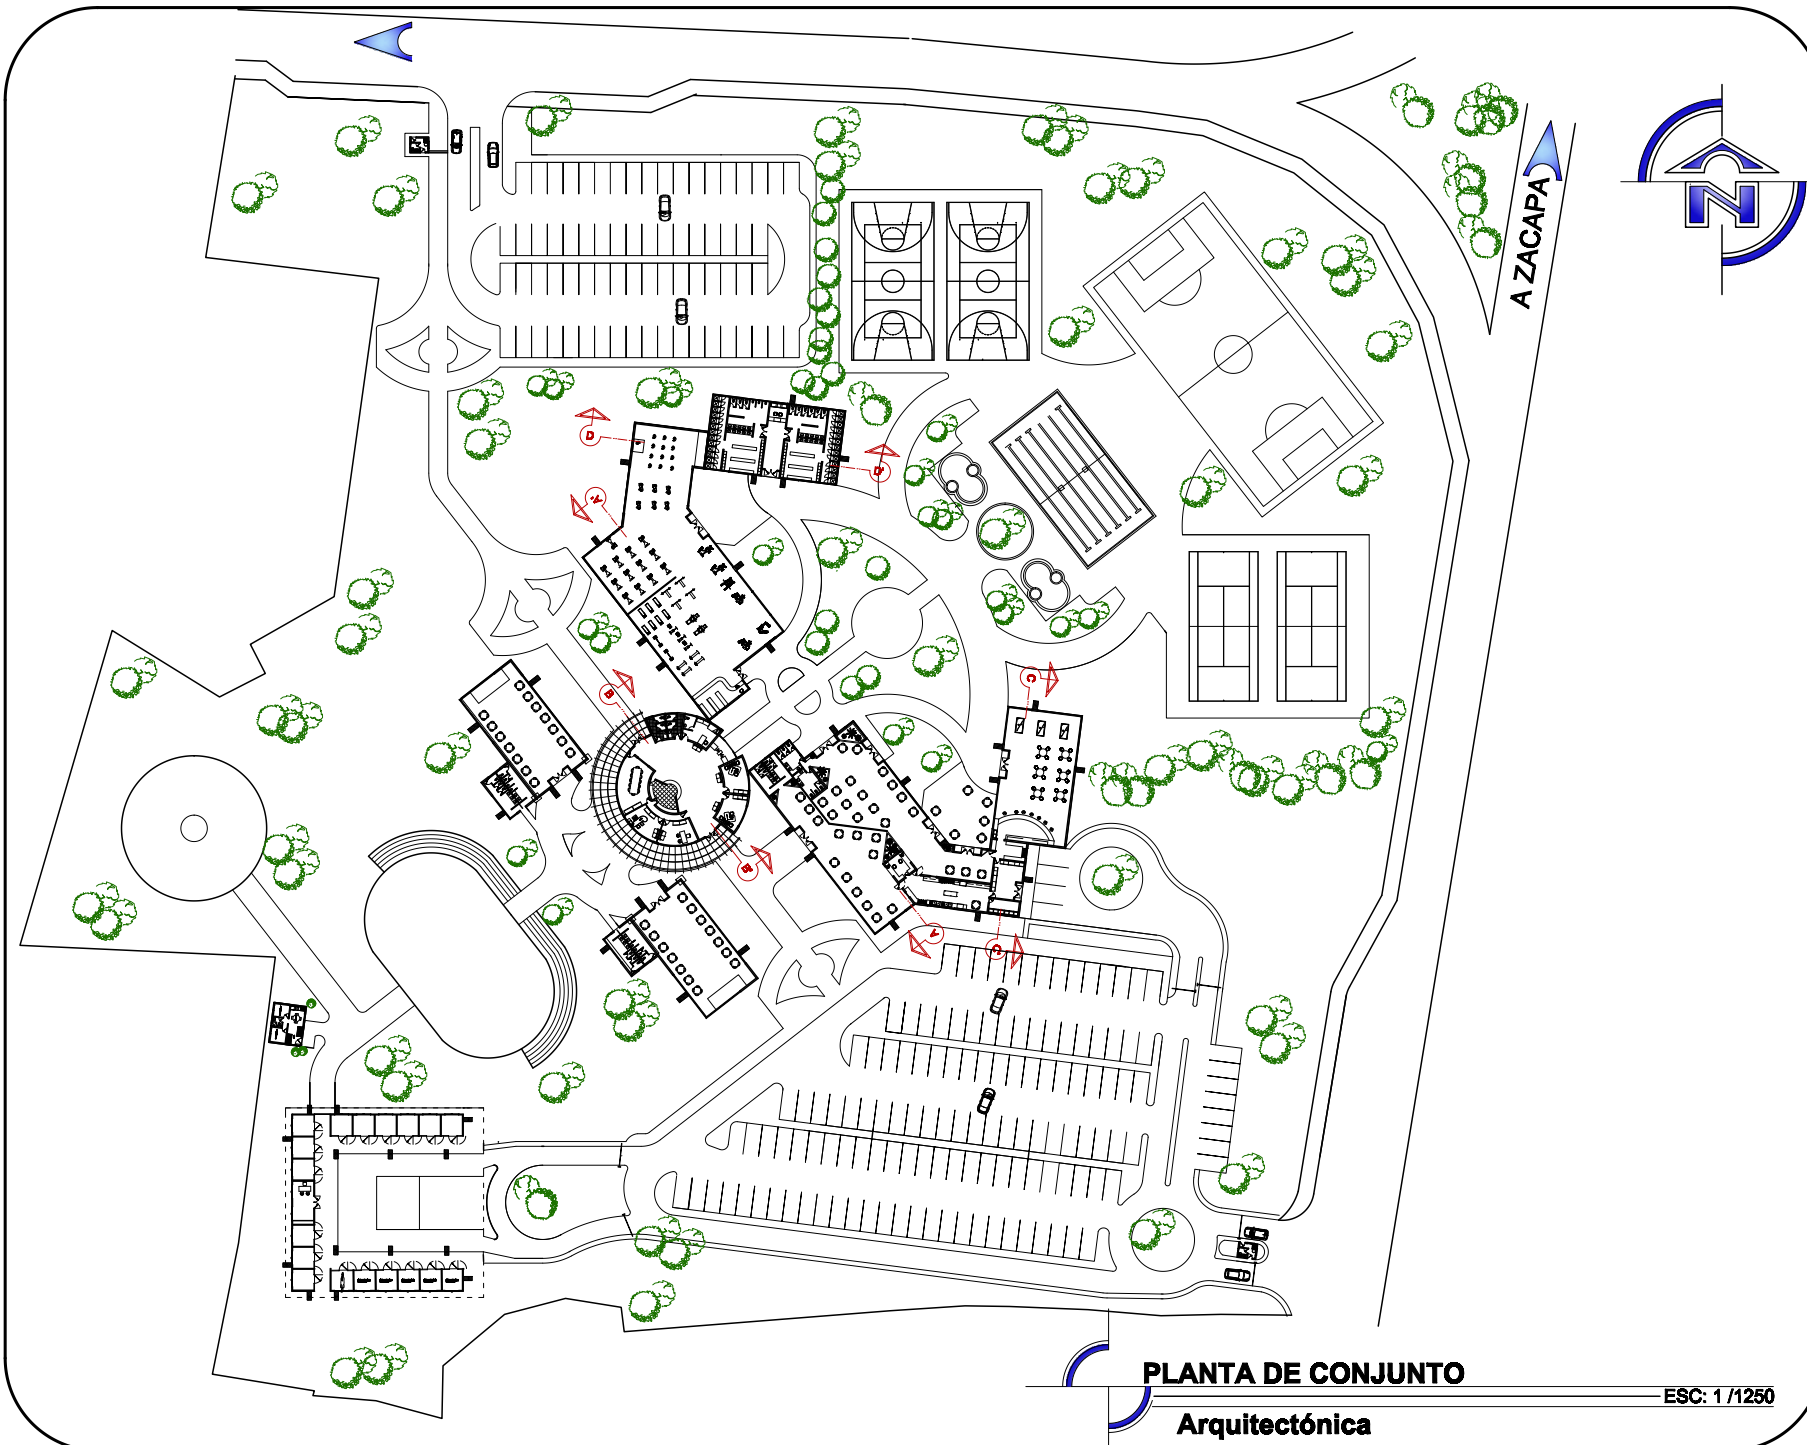 A ZACAPA
N
D
D'
A'
B
C
B'
A
C'
PLANTA DE CONJUNTO
ESC: 1 /1250
Arquitectónica